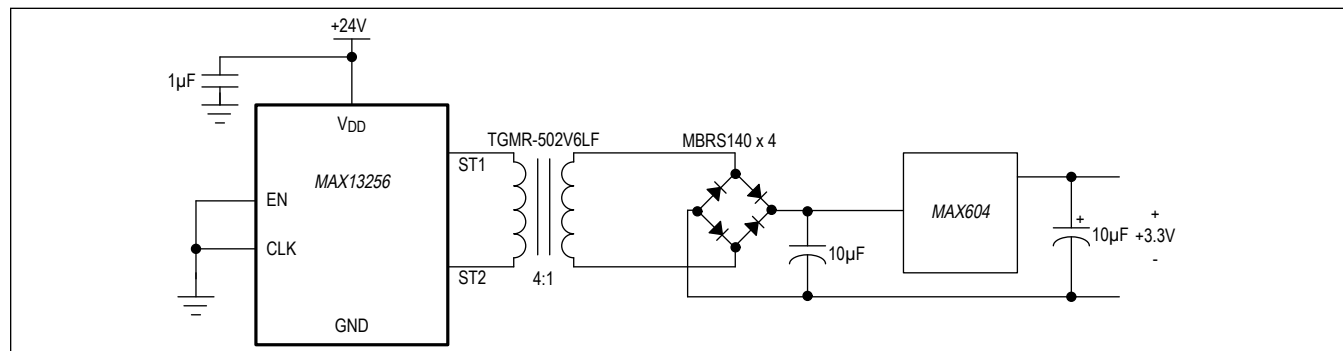 +24V
1µF
VDD
TGMR-502V6LF
MBRS140 x 4
ST1
MAX13256
EN
MAX604
+
+
10µF
+3.3V
-
CLK
10µF
ST2
4:1
GND